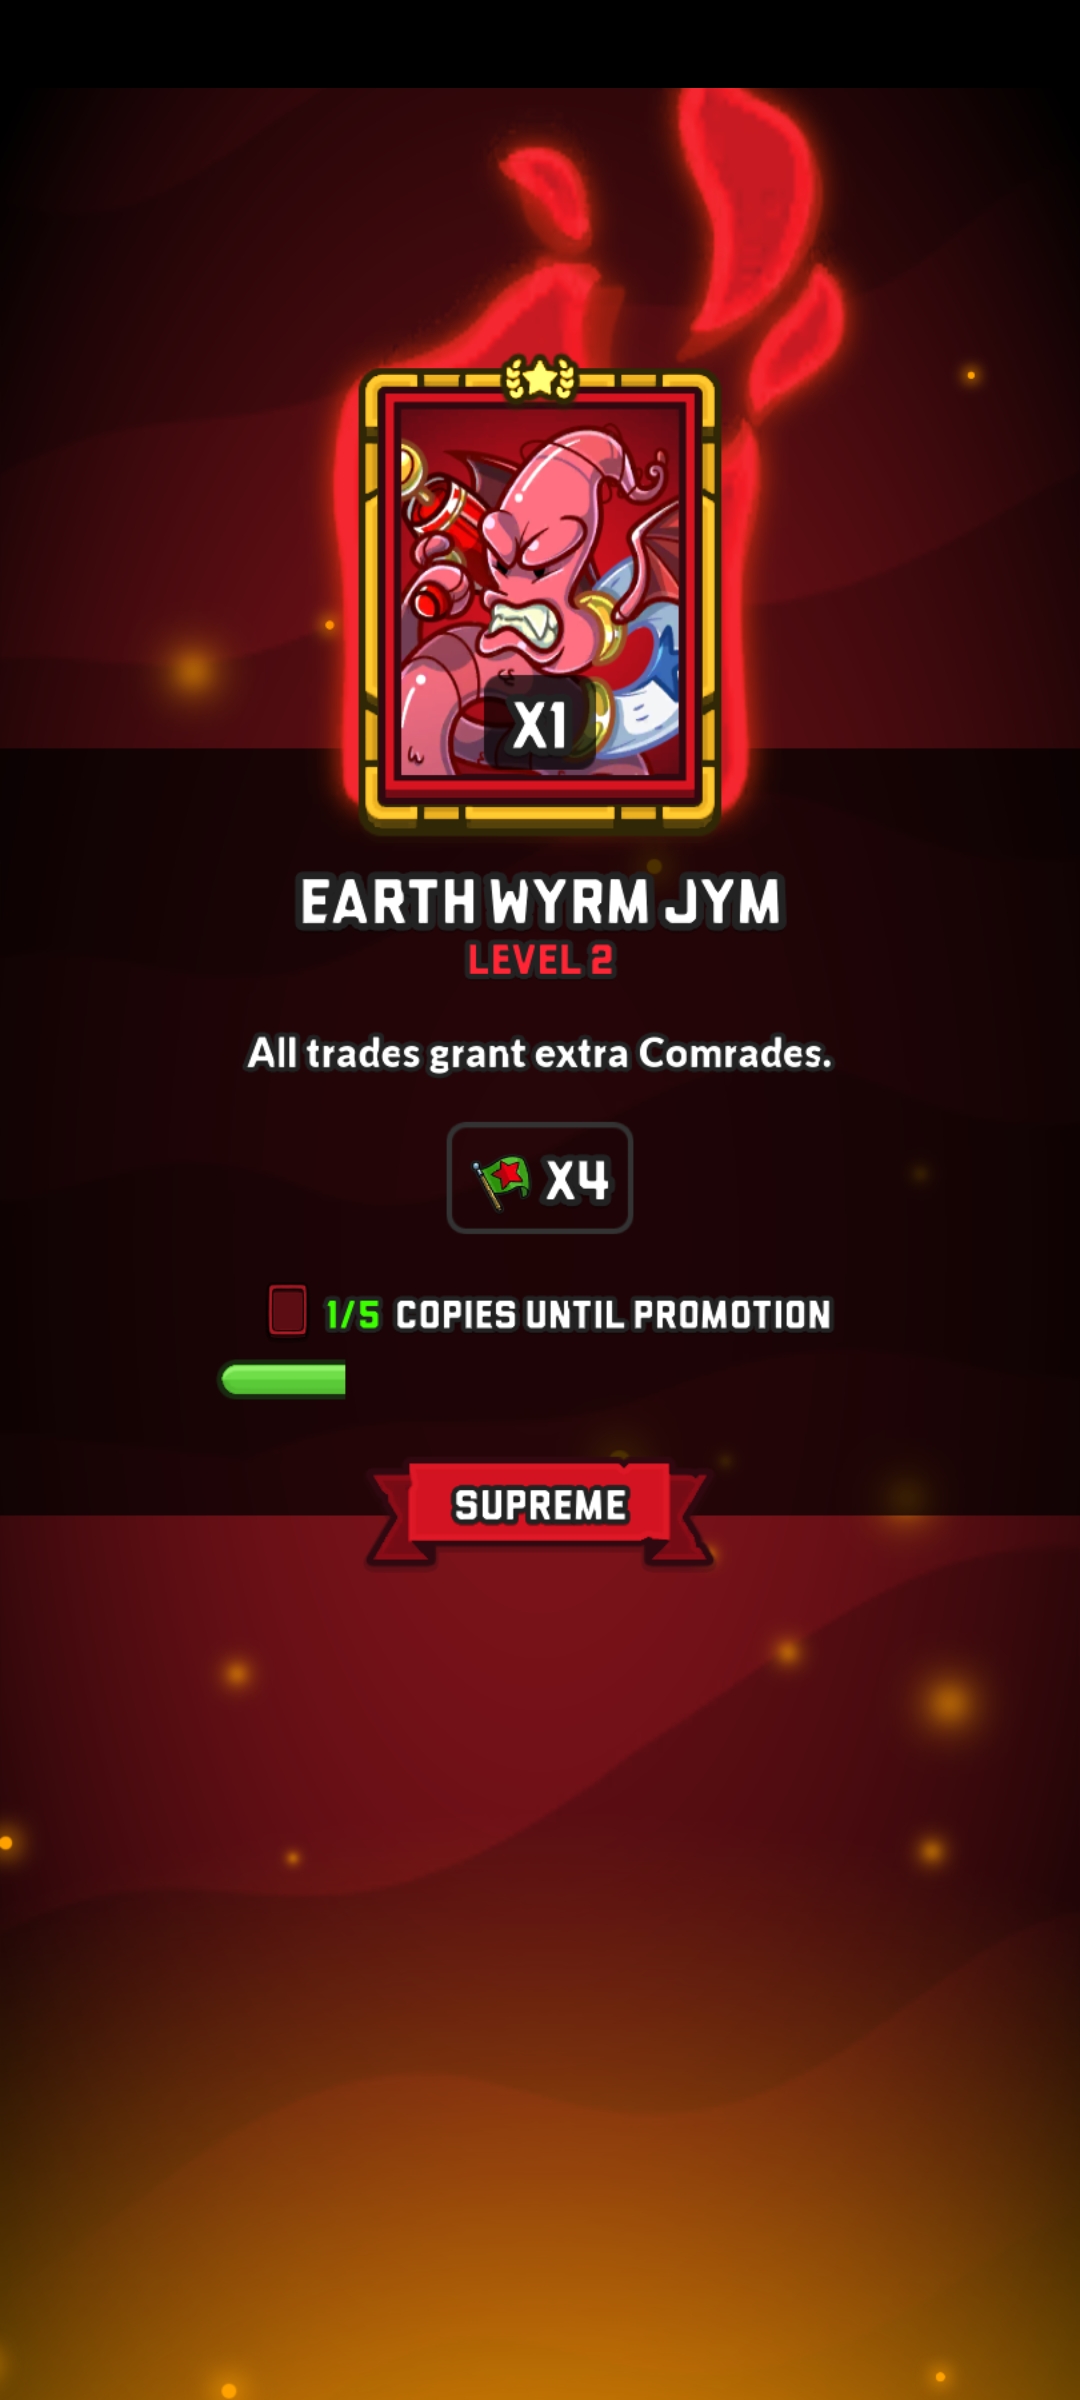 X1
EARTH WYRM JYM
LEVEL 2
All trades grant extra Comrades.
X4
1/5 COPIES UNTIL PROMOTION
SUPREME